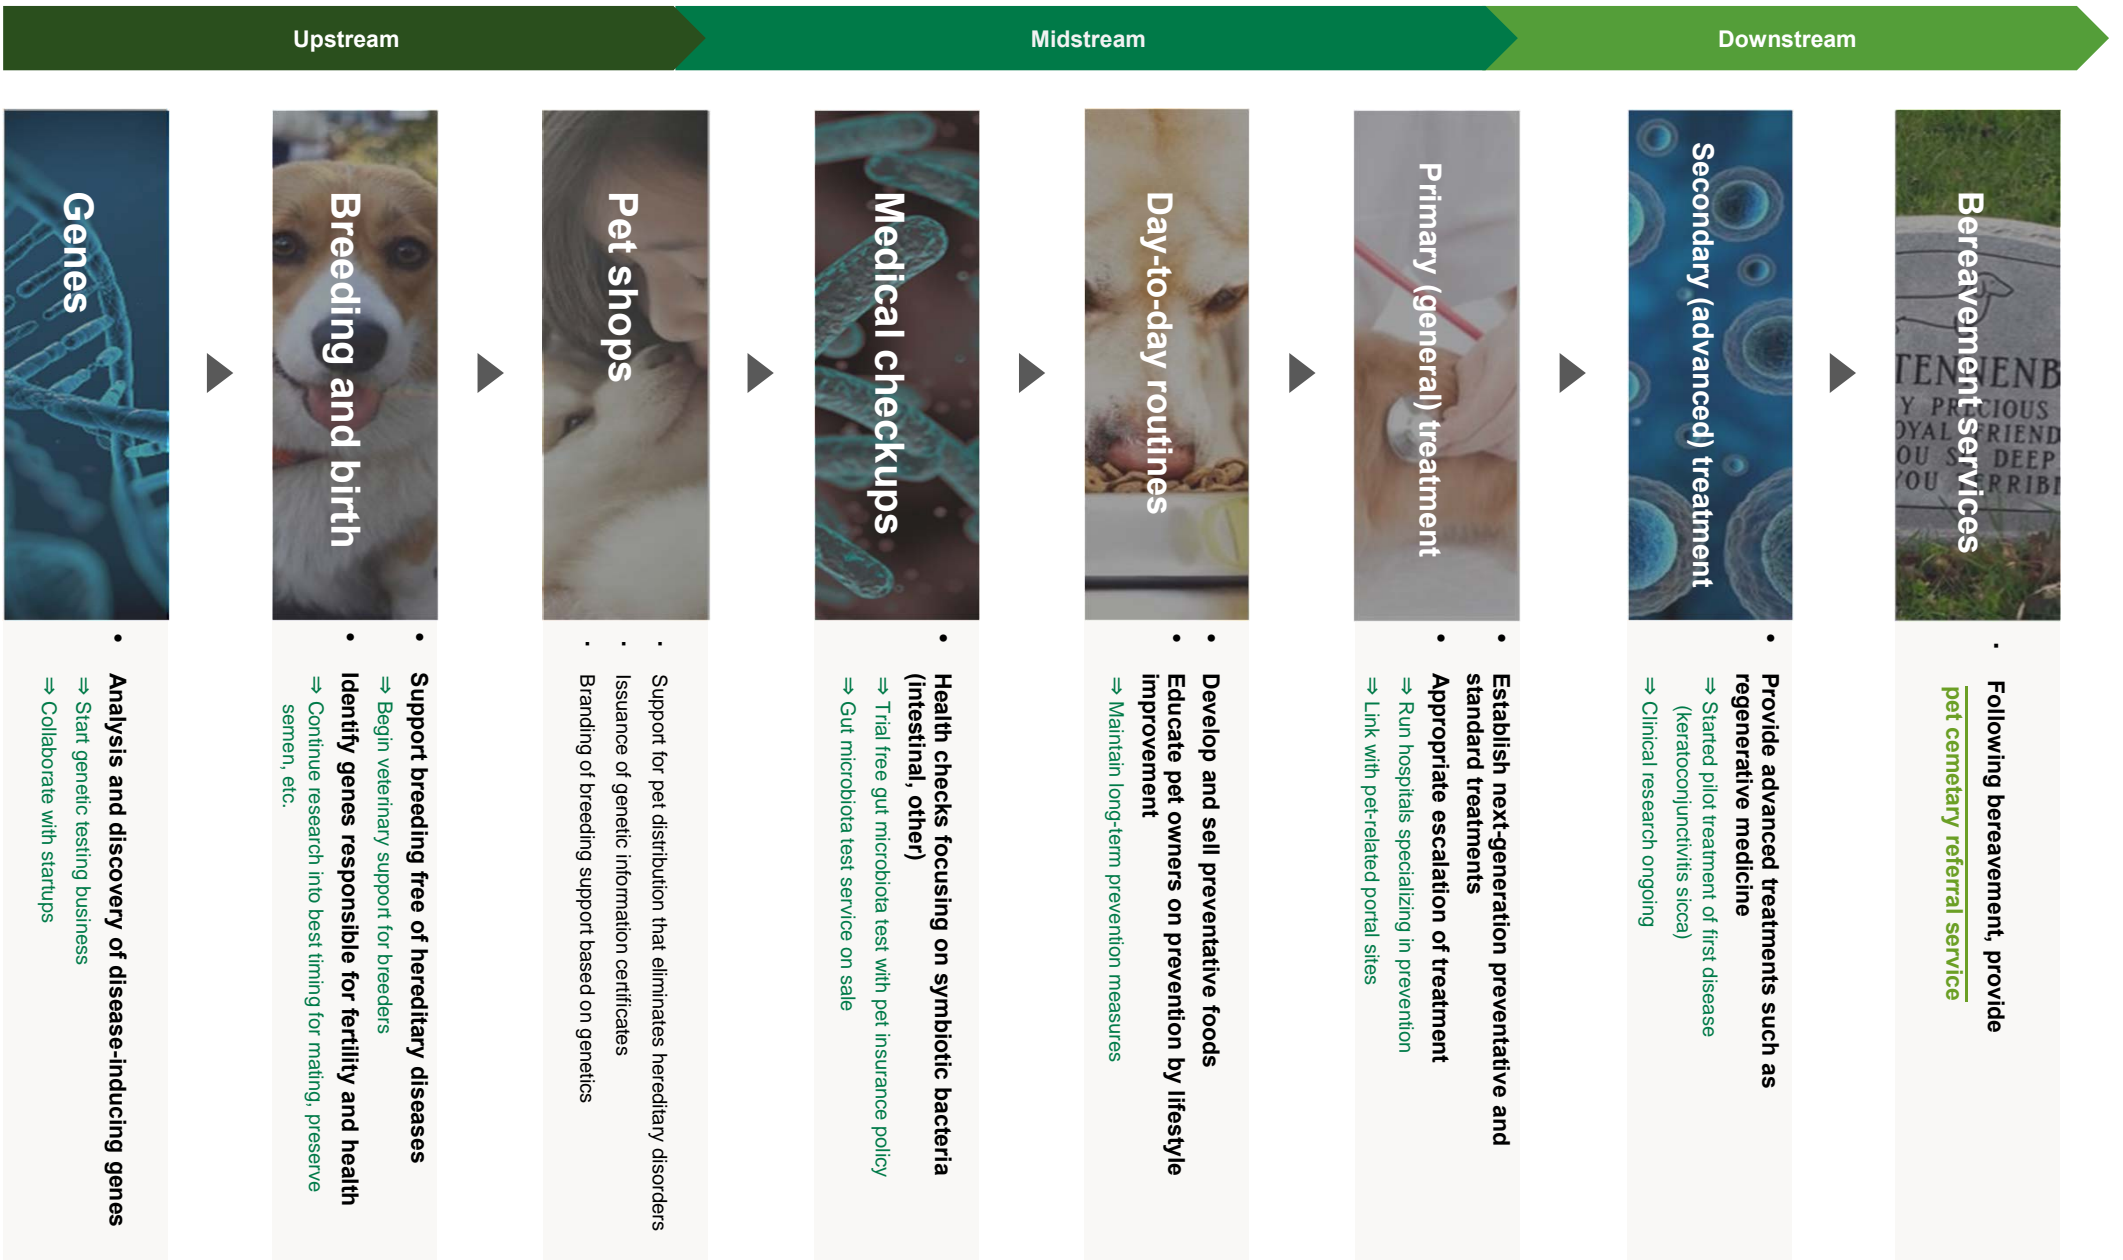 Upstream
Midstream
Downstream
Genes
• Analysis and discovery of disease-inducing genes
⇒ Start genetic testing business
⇒ Collaborate with startups
Breeding and birth
• Support breeding free of hereditary diseases
⇒ Begin veterinary support for breeders
• Identify genes responsible for fertility and health
⇒ Continue research into best timing for mating, preserve
semen, etc.
Pet shops
· Support for pet distribution that eliminates hereditary disorders
· Issuance of genetic information certificates
· Branding of breeding support based on genetics
Medical checkups
• Health checks focusing on symbiotic bacteria
(intestinal, other)
⇒ Trial free gut microbiota test with pet insurance policy
⇒ Gut microbiota test service on sale
Day-to-day routines
• Develop and sell preventative foods
• Educate pet owners on prevention by lifestyle
improvement
⇒ Maintain long-term prevention measures
Primary (general) treatment
• Establish next-generation preventative and
standard treatments
• Appropriate escalation of treatment
⇒ Run hospitals specializing in prevention
⇒ Link with pet-related portal sites
Secondary (advanced) treatment
• Provide advanced treatments such as
regenerative medicine
⇒ Started pilot treatment of first disease
(keratoconjunctivitis sicca)
⇒ Clinical research ongoing
Bereavement services
PRECIOUS
FRIEND
DEEP
· Following bereavement, provide
pet cemetary referral service